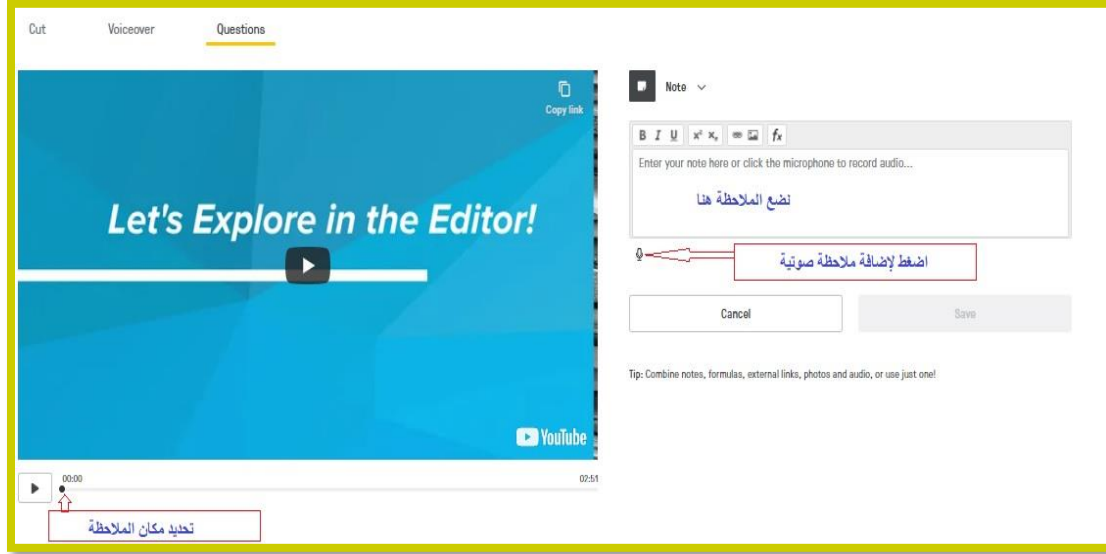 Cut Voiceover Questions
Copy link
Let's Explore in the Editor!
YouTube
00:00 02:51
تحديد مكان الملاحظة
Note
B I U x² x, fx
Enter your note here or click the microphone to record audio...
نضع الملاحظة هنا
اضغط لإضافة ملاحظة صوتية
Cancel Save
Tip: Combine notes, formulas, external links, photos and audio, or use just one!